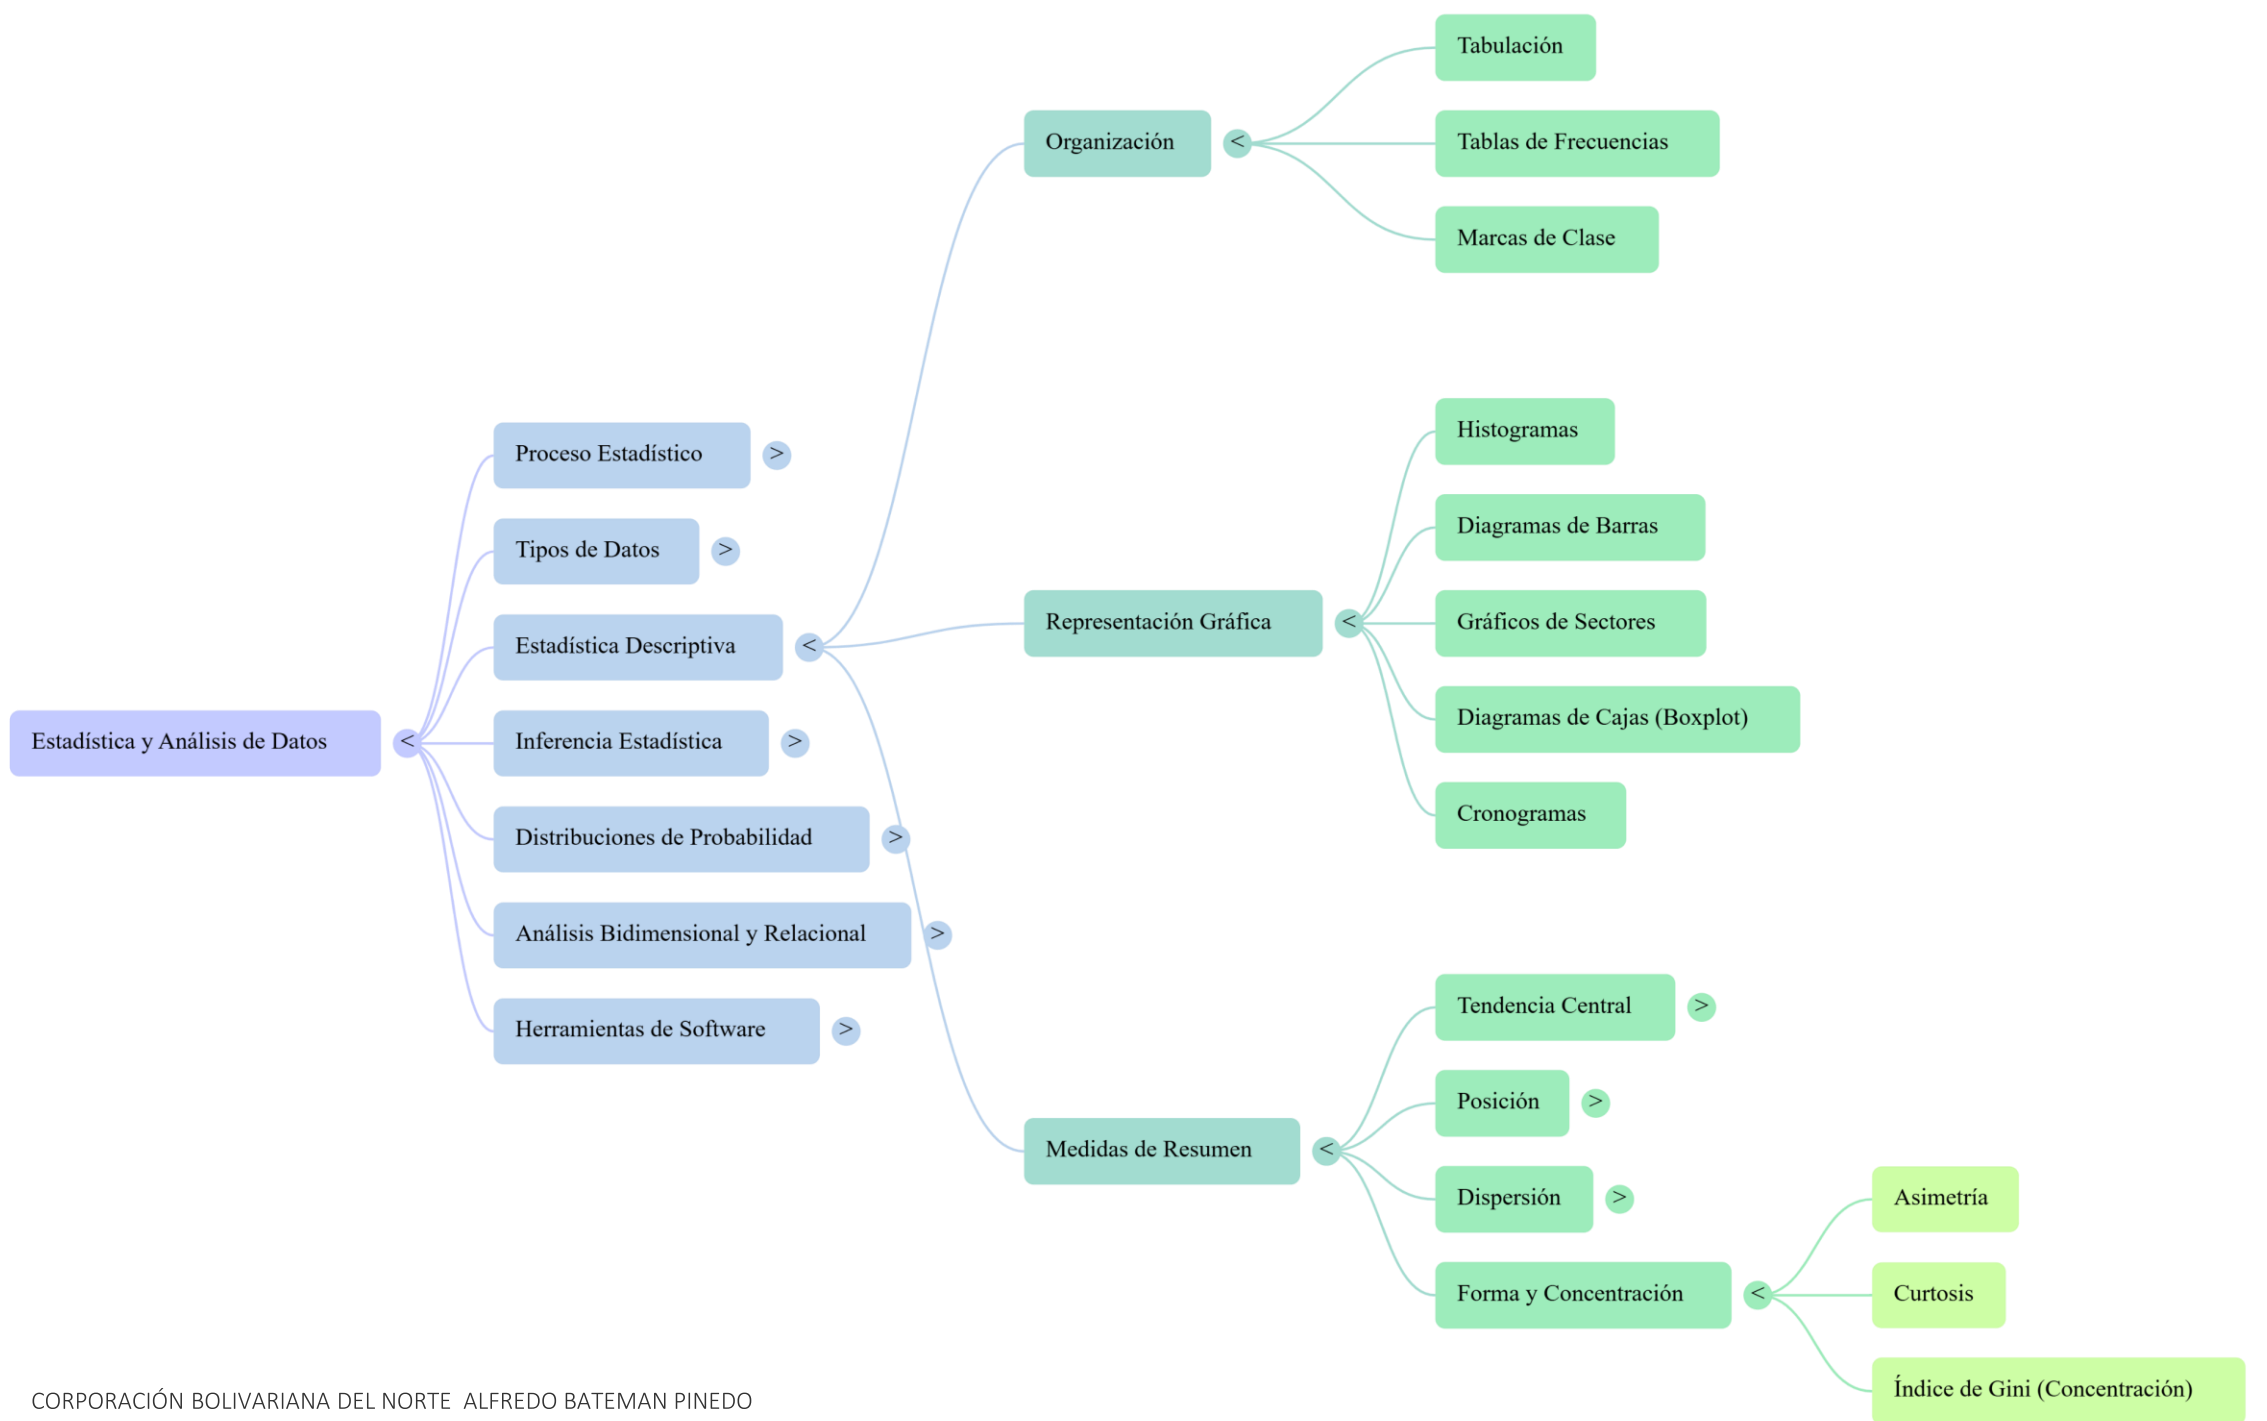 Estadística y Análisis de Datos
<
Proceso Estadístico
>
Tipos de Datos
>
Estadística Descriptiva
<
Inferencia Estadística
>
Distribuciones de Probabilidad
>
Análisis Bidimensional y Relacional
>
Herramientas de Software
>
Organización
<
Tabulación
Tablas de Frecuencias
Marcas de Clase
Representación Gráfica
<
Histogramas
Diagramas de Barras
Gráficos de Sectores
Diagramas de Cajas (Boxplot)
Cronogramas
Medidas de Resumen
<
Tendencia Central
>
Posición
>
Dispersión
>
Forma y Concentración
<
Asimetría
Curtosis
Índice de Gini (Concentración)
CORPORACIÓN BOLIVARIANA DEL NORTE ALFREDO BATEMAN PINEDO